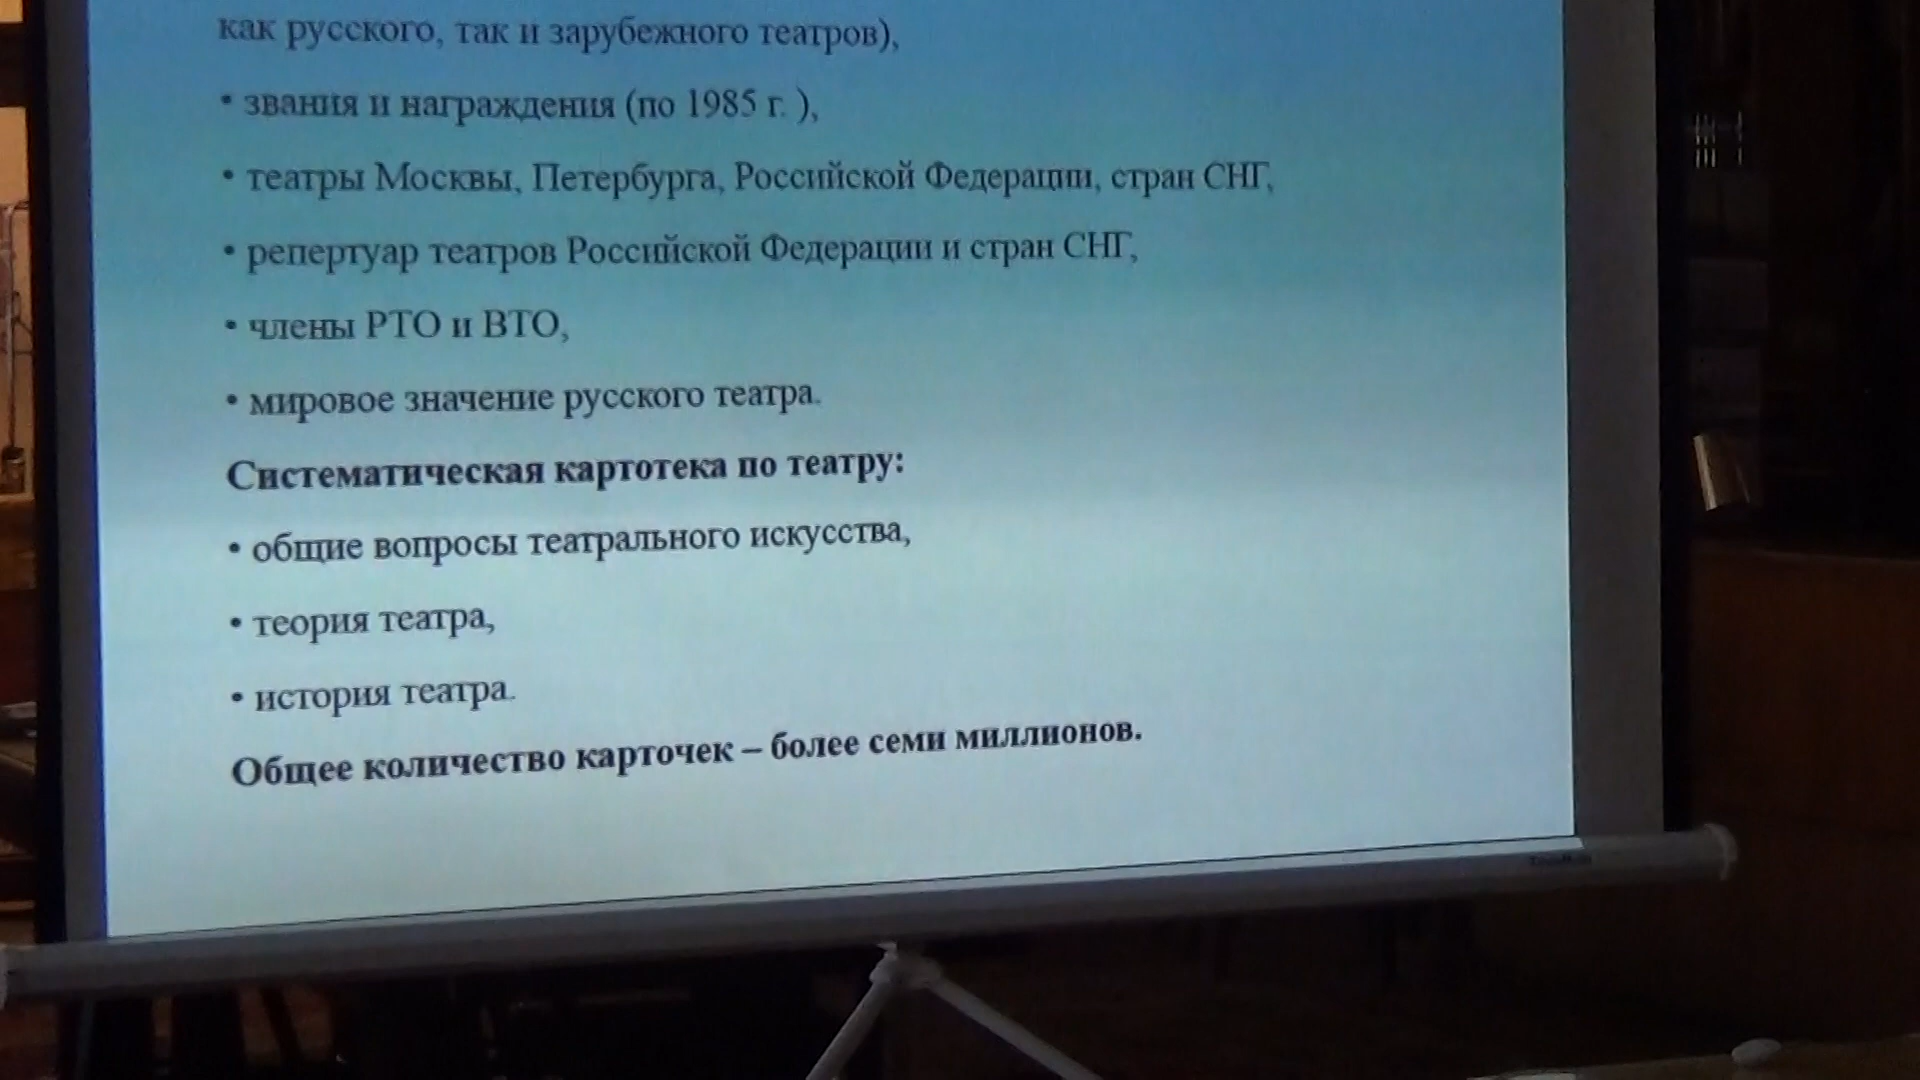 как русского, так и зарубежного театров),
• звания и награждения (по 1985 г. ),
• театры Москвы, Петербурга, Российской Федерации, стран СНГ,
• репертуар театров Российской Федерации и стран СНГ,
• члены РТО и ВТО,
• мировое значение русского театра.
Систематическая картотека по театру:
• общие вопросы театрального искусства,
• теория театра,
• история театра.
Общее количество карточек – более семи миллионов.